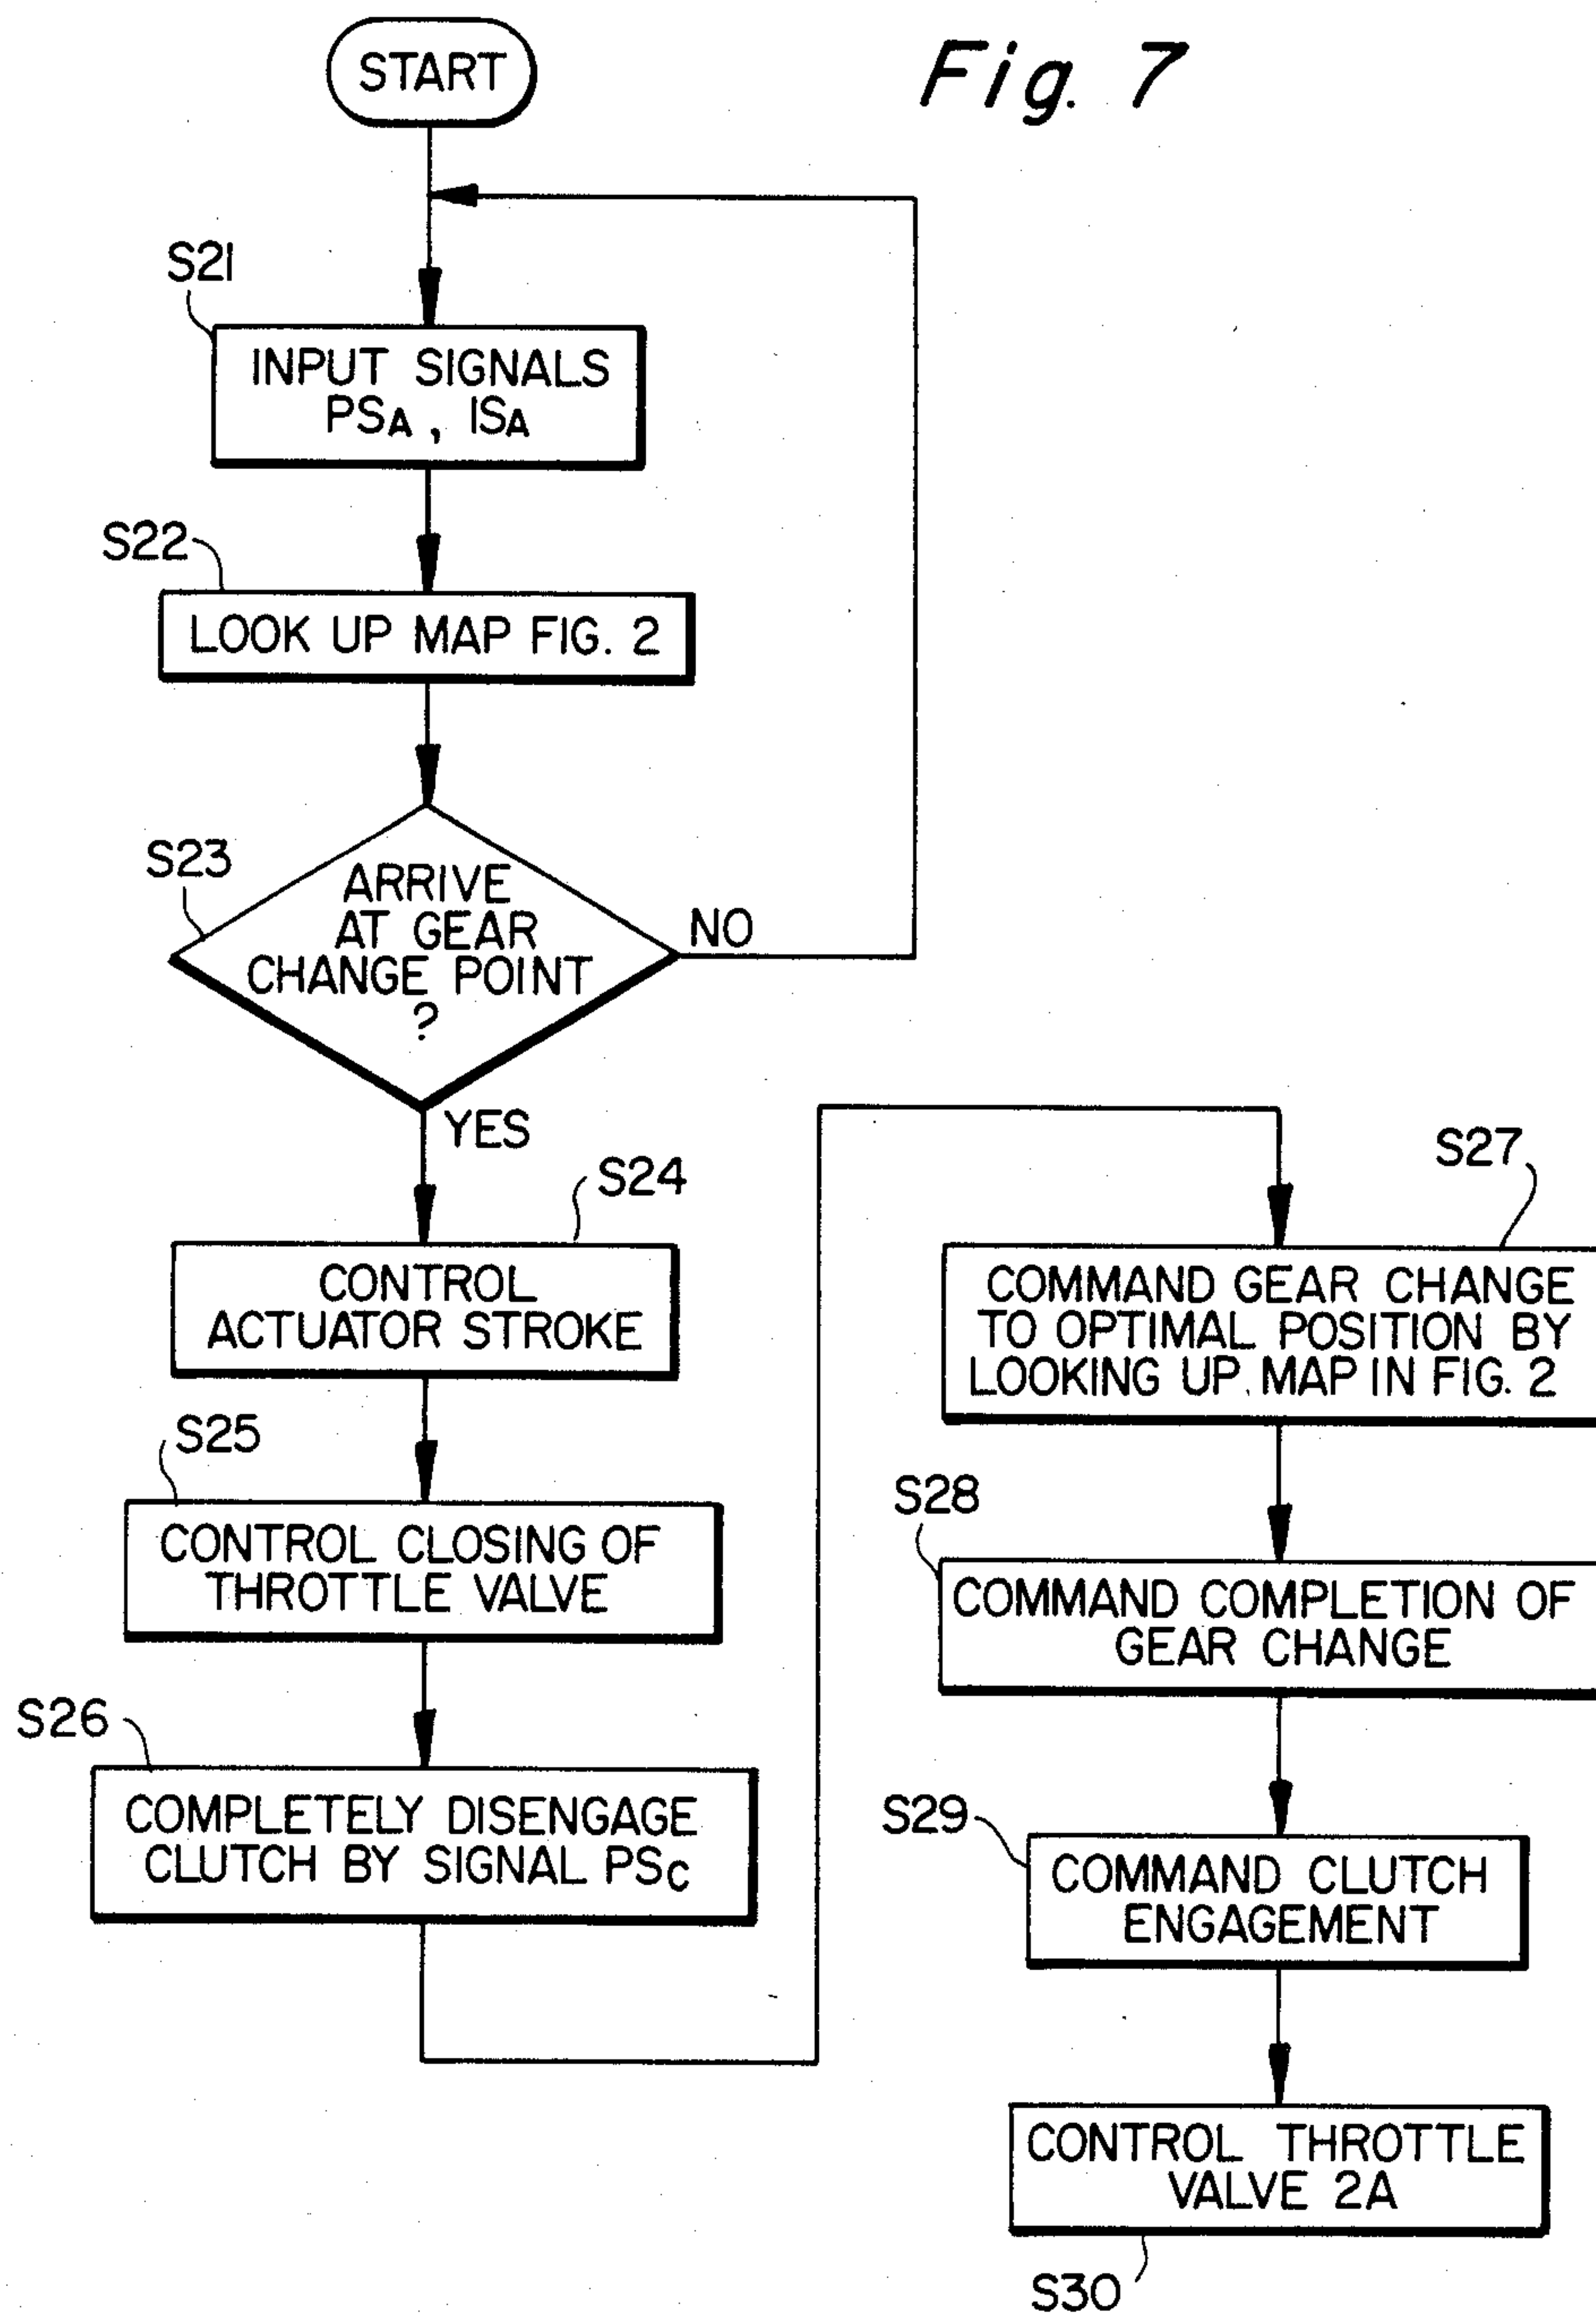 START
Fig. 7
S21
INPUT SIGNALS
PSA , ISA
S22
LOOK UP MAP FIG. 2
S23
ARRIVE
AT GEAR
CHANGE POINT
?
NO
YES
S24
CONTROL
ACTUATOR STROKE
S25
CONTROL CLOSING OF
THROTTLE VALVE
S26
COMPLETELY DISENGAGE
CLUTCH BY SIGNAL PSC
S27
COMMAND GEAR CHANGE
TO OPTIMAL POSITION BY
LOOKING UP MAP IN FIG. 2
S28
COMMAND COMPLETION OF
GEAR CHANGE
S29
COMMAND CLUTCH
ENGAGEMENT
CONTROL THROTTLE
VALVE 2A
S30